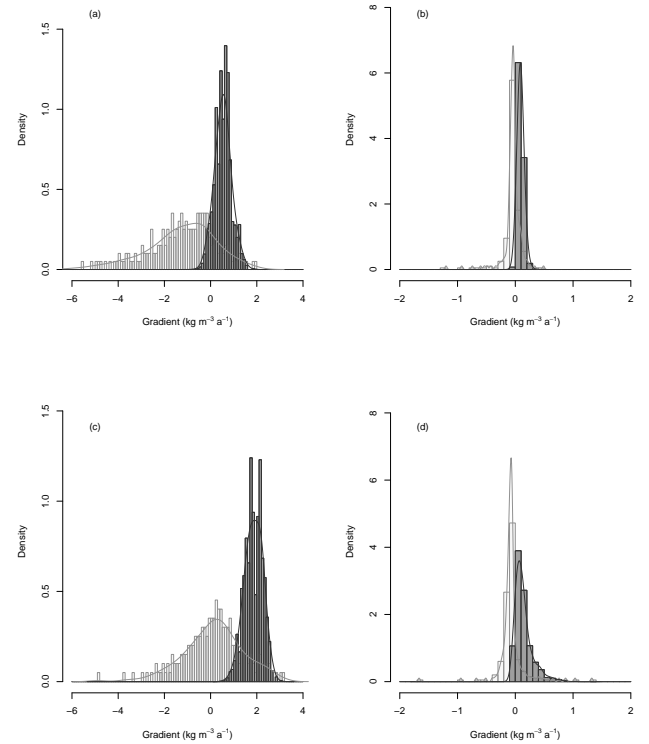 (a)
Density
0.0 0.5 1.0 1.5
−6 −4 −2 0 2 4
Gradient (kg m⁻³ a⁻¹)
(b)
Density
0 2 4 6 8
−2 −1 0 1 2
Gradient (kg m⁻³ a⁻¹)
(c)
Density
0.0 0.5 1.0 1.5
−6 −4 −2 0 2 4
Gradient (kg m⁻³ a⁻¹)
(d)
Density
0 2 4 6 8
−2 −1 0 1 2
Gradient (kg m⁻³ a⁻¹)